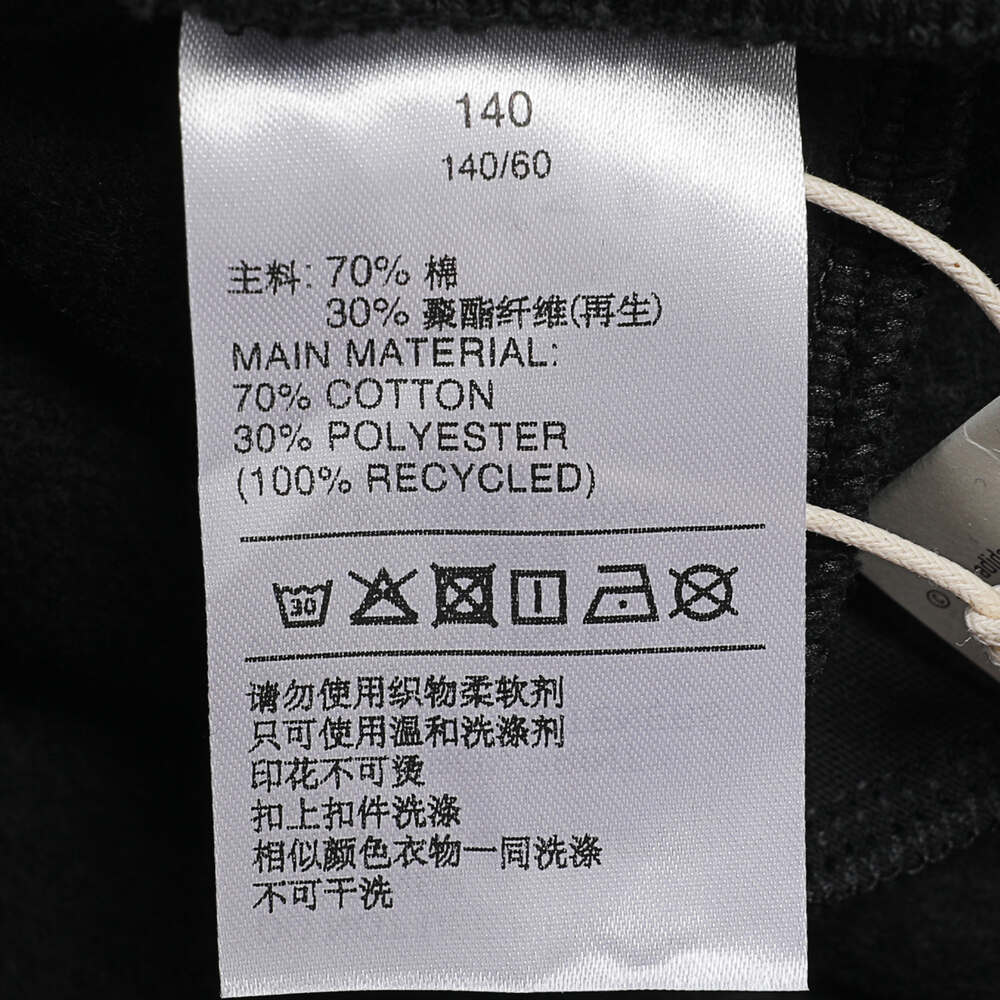 140
140/60
主料: 70% 棉
30% 聚酯纤维(再生)
MAIN MATERIAL:
70% COTTON
30% POLYESTER
(100% RECYCLED)
30
请勿使用织物柔软剂
只可使用温和洗涤剂
印花不可烫
扣上扣件洗涤
相似颜色衣物一同洗涤
不可干洗
©